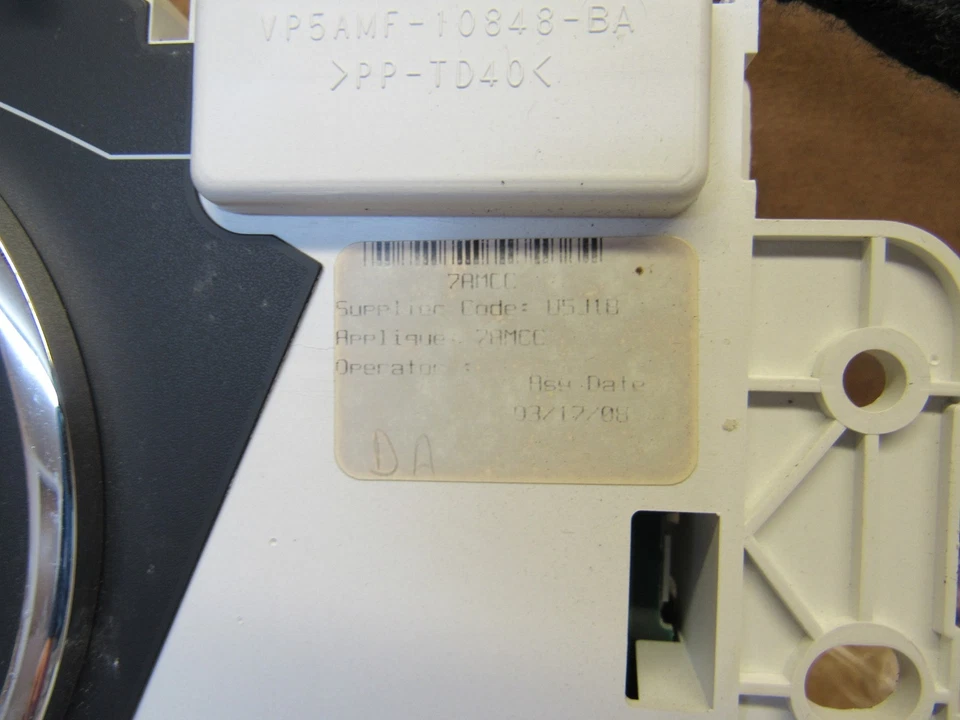 VP5AMF-10848-BA
>PP-TD40<
7AMCC
Supplier Code: U5J1B
Applique: 7AMCC
Operator :
Asy Date
03/17/08
DA